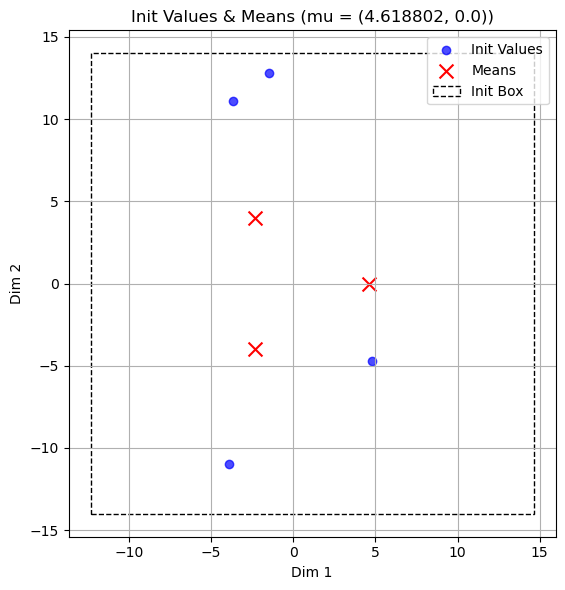 Init Values & Means (mu = (4.618802, 0.0))
Init Values
Means
Init Box
15
10
5
0
−5
−10
−15
Dim 2
−10 −5 0 5 10 15
Dim 1